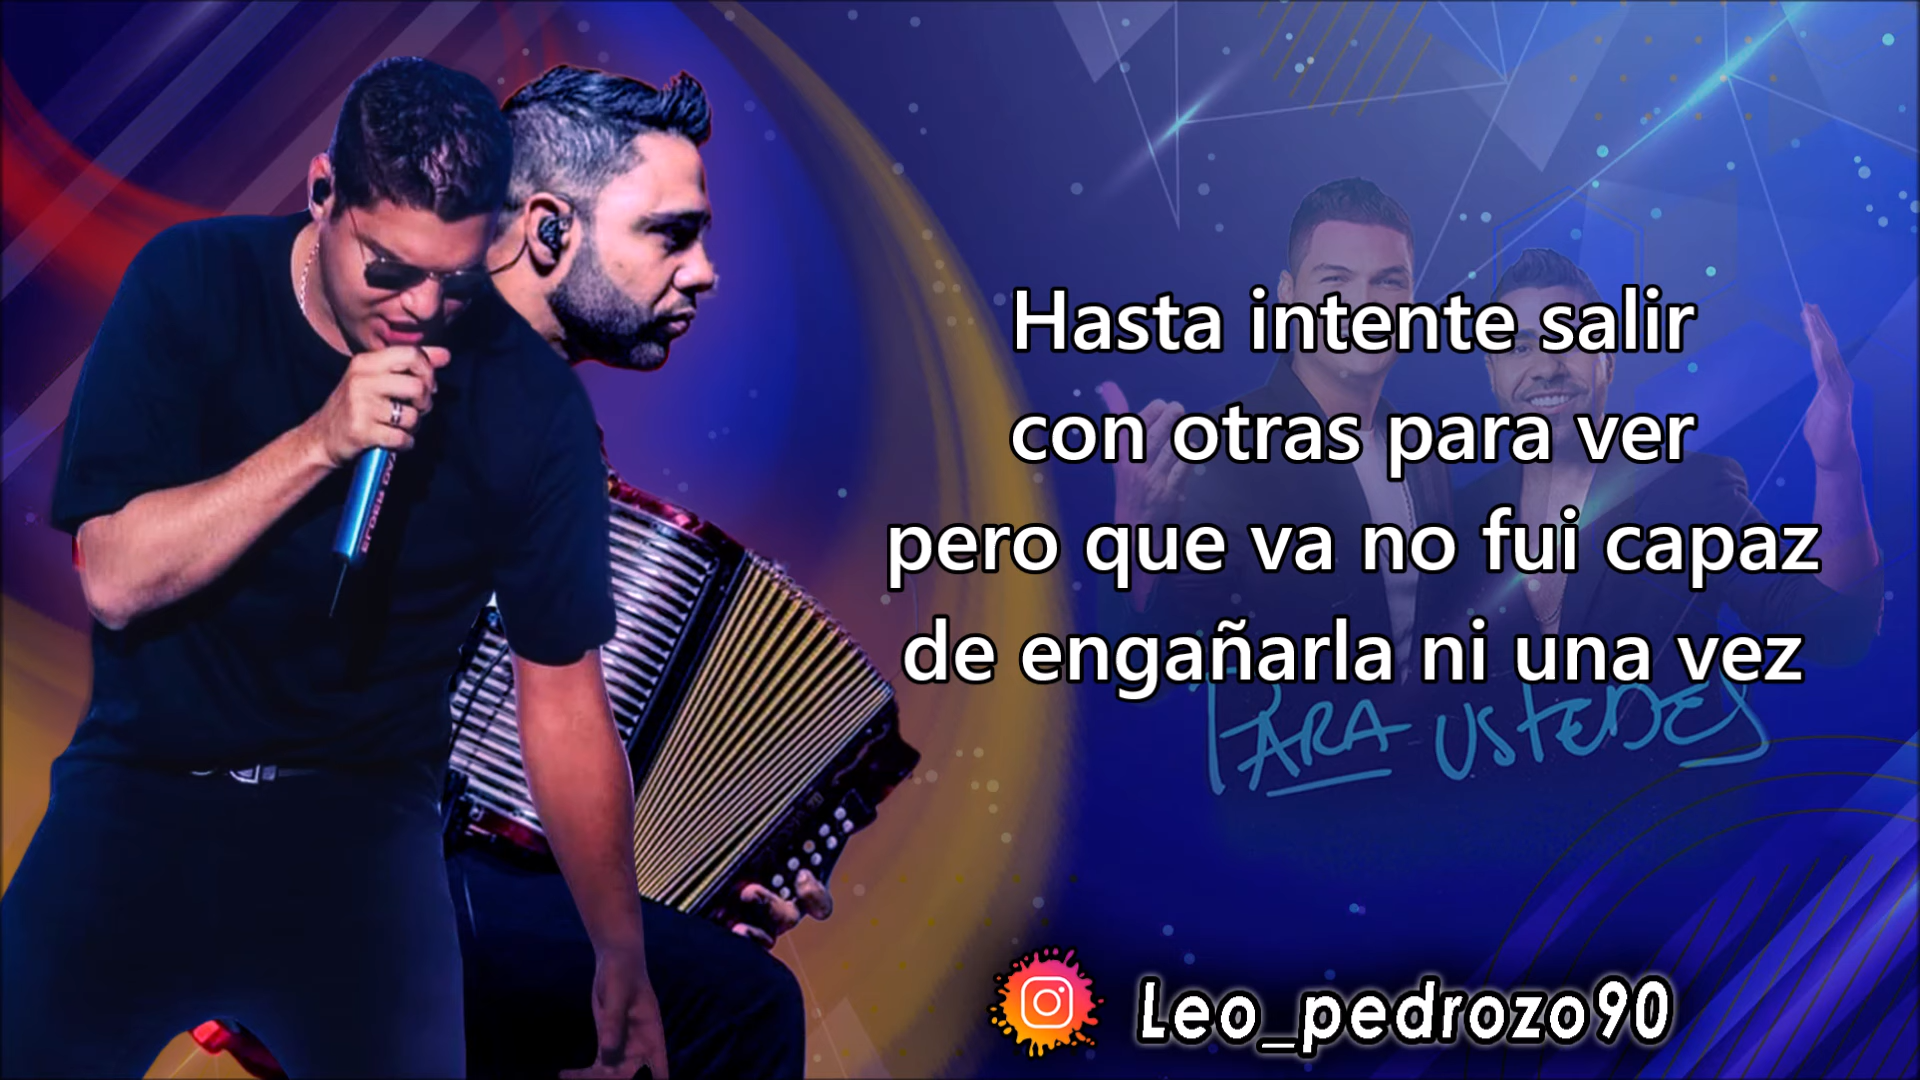 Hasta intente salir
con otras para ver
pero que va no fui capaz
de engañarla ni una vez
PARA USTEDES
Leo_pedrozo90